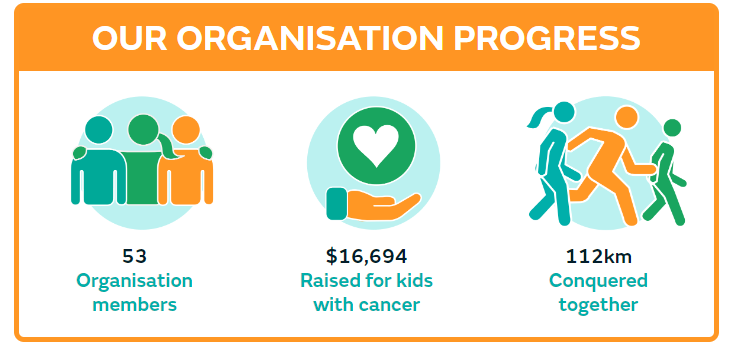 OUR ORGANISATION PROGRESS
53
Organisation
members
$16,694
Raised for kids
with cancer
112km
Conquered
together